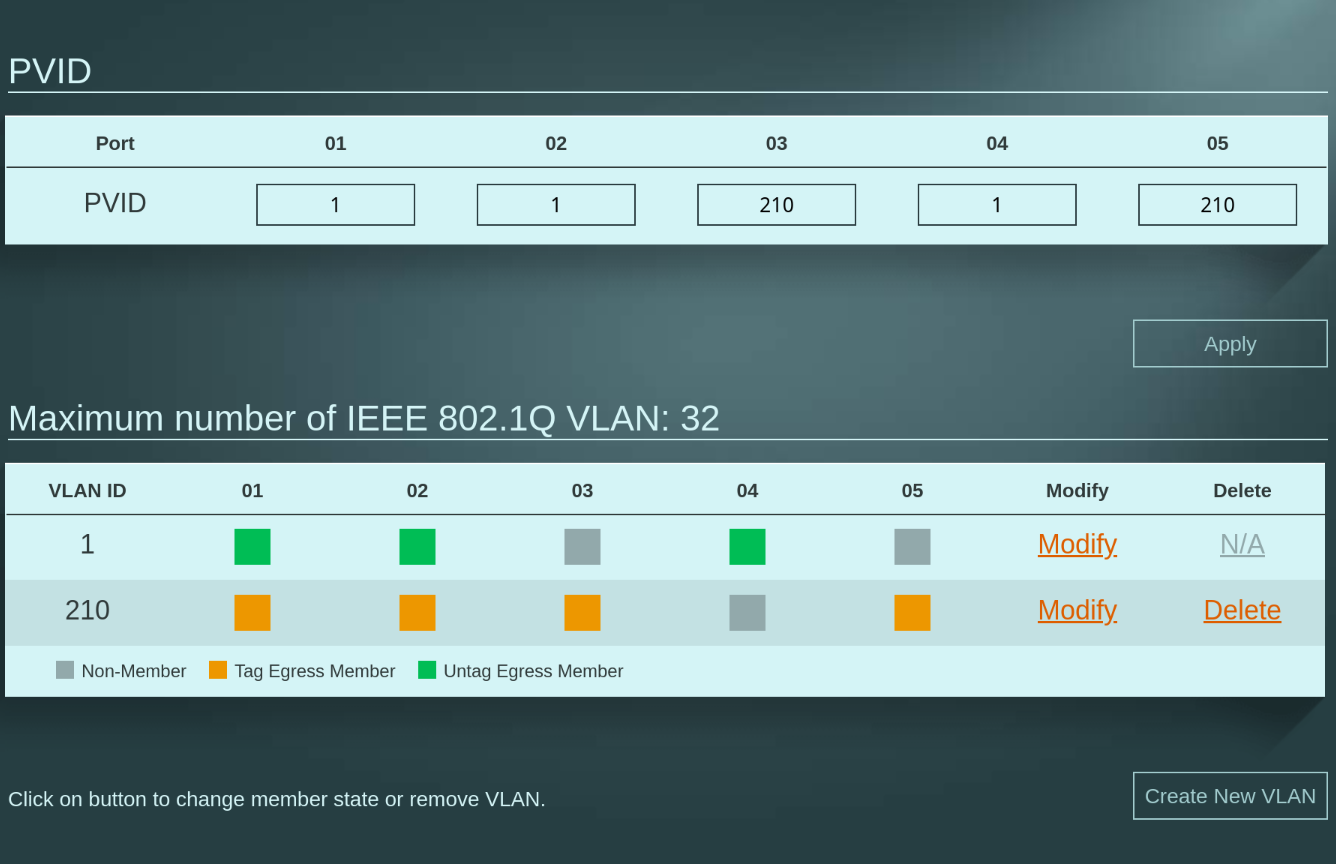 PVID
Port 01 02 03 04 05
PVID 1 1 210 1 210
Apply
Maximum number of IEEE 802.1Q VLAN: 32
VLAN ID 01 02 03 04 05 Modify Delete
1 Modify N/A
210 Modify Delete
Non-Member Tag Egress Member Untag Egress Member
Click on button to change member state or remove VLAN.
Create New VLAN